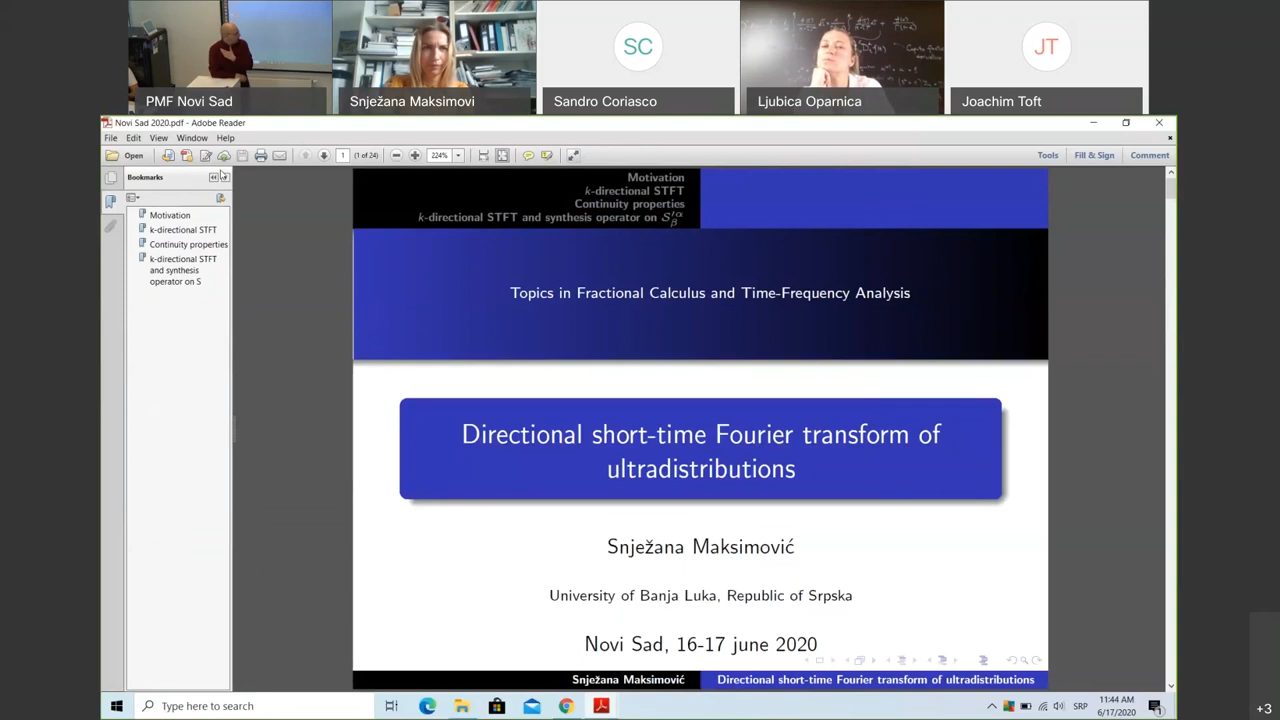 SC
JT
PMF Novi Sad
Snježana Maksimovi
Sandro Coriasco
Ljubica Oparnica
Joachim Toft
Novi Sad 2020.pdf - Adobe Reader
File Edit View Window Help
Open
1 (1 of 24)
224%
Tools Fill & Sign Comment
Bookmarks
Motivation
k-directional STFT
Continuity properties
k-directional STFT
and synthesis
operator on S
Motivation
k-directional STFT
Continuity properties
k-directional STFT and synthesis operator on S′αβ
Topics in Fractional Calculus and Time-Frequency Analysis
Directional short-time Fourier transform of
ultradistributions
Snježana Maksimović
University of Banja Luka, Republic of Srpska
Novi Sad, 16-17 june 2020
Snježana Maksimović Directional short-time Fourier transform of ultradistributions
Type here to search
SRP
11:44 AM
6/17/2020
1
+3